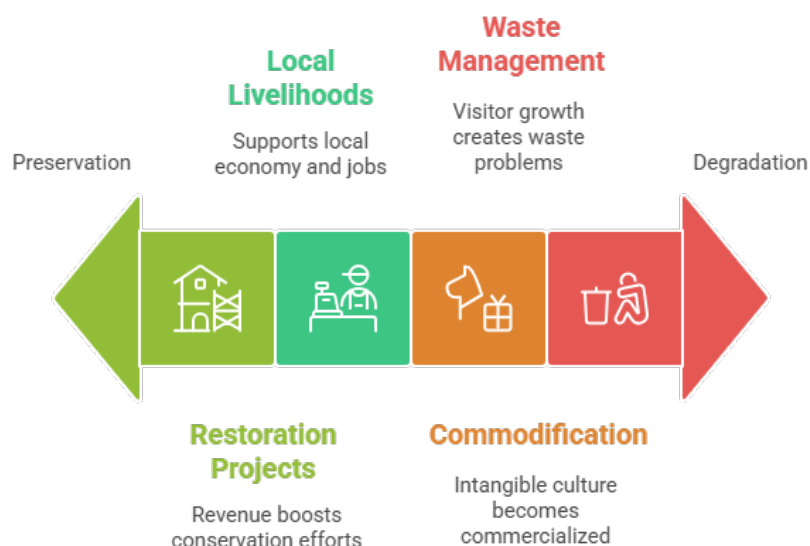 Waste
Management
Local
Livelihoods
Visitor growth
creates waste
problems
Supports local
economy and jobs
Preservation
Degradation
Restoration
Projects
Commodification
Revenue boosts
conservation efforts
Intangible culture
becomes
commercialized